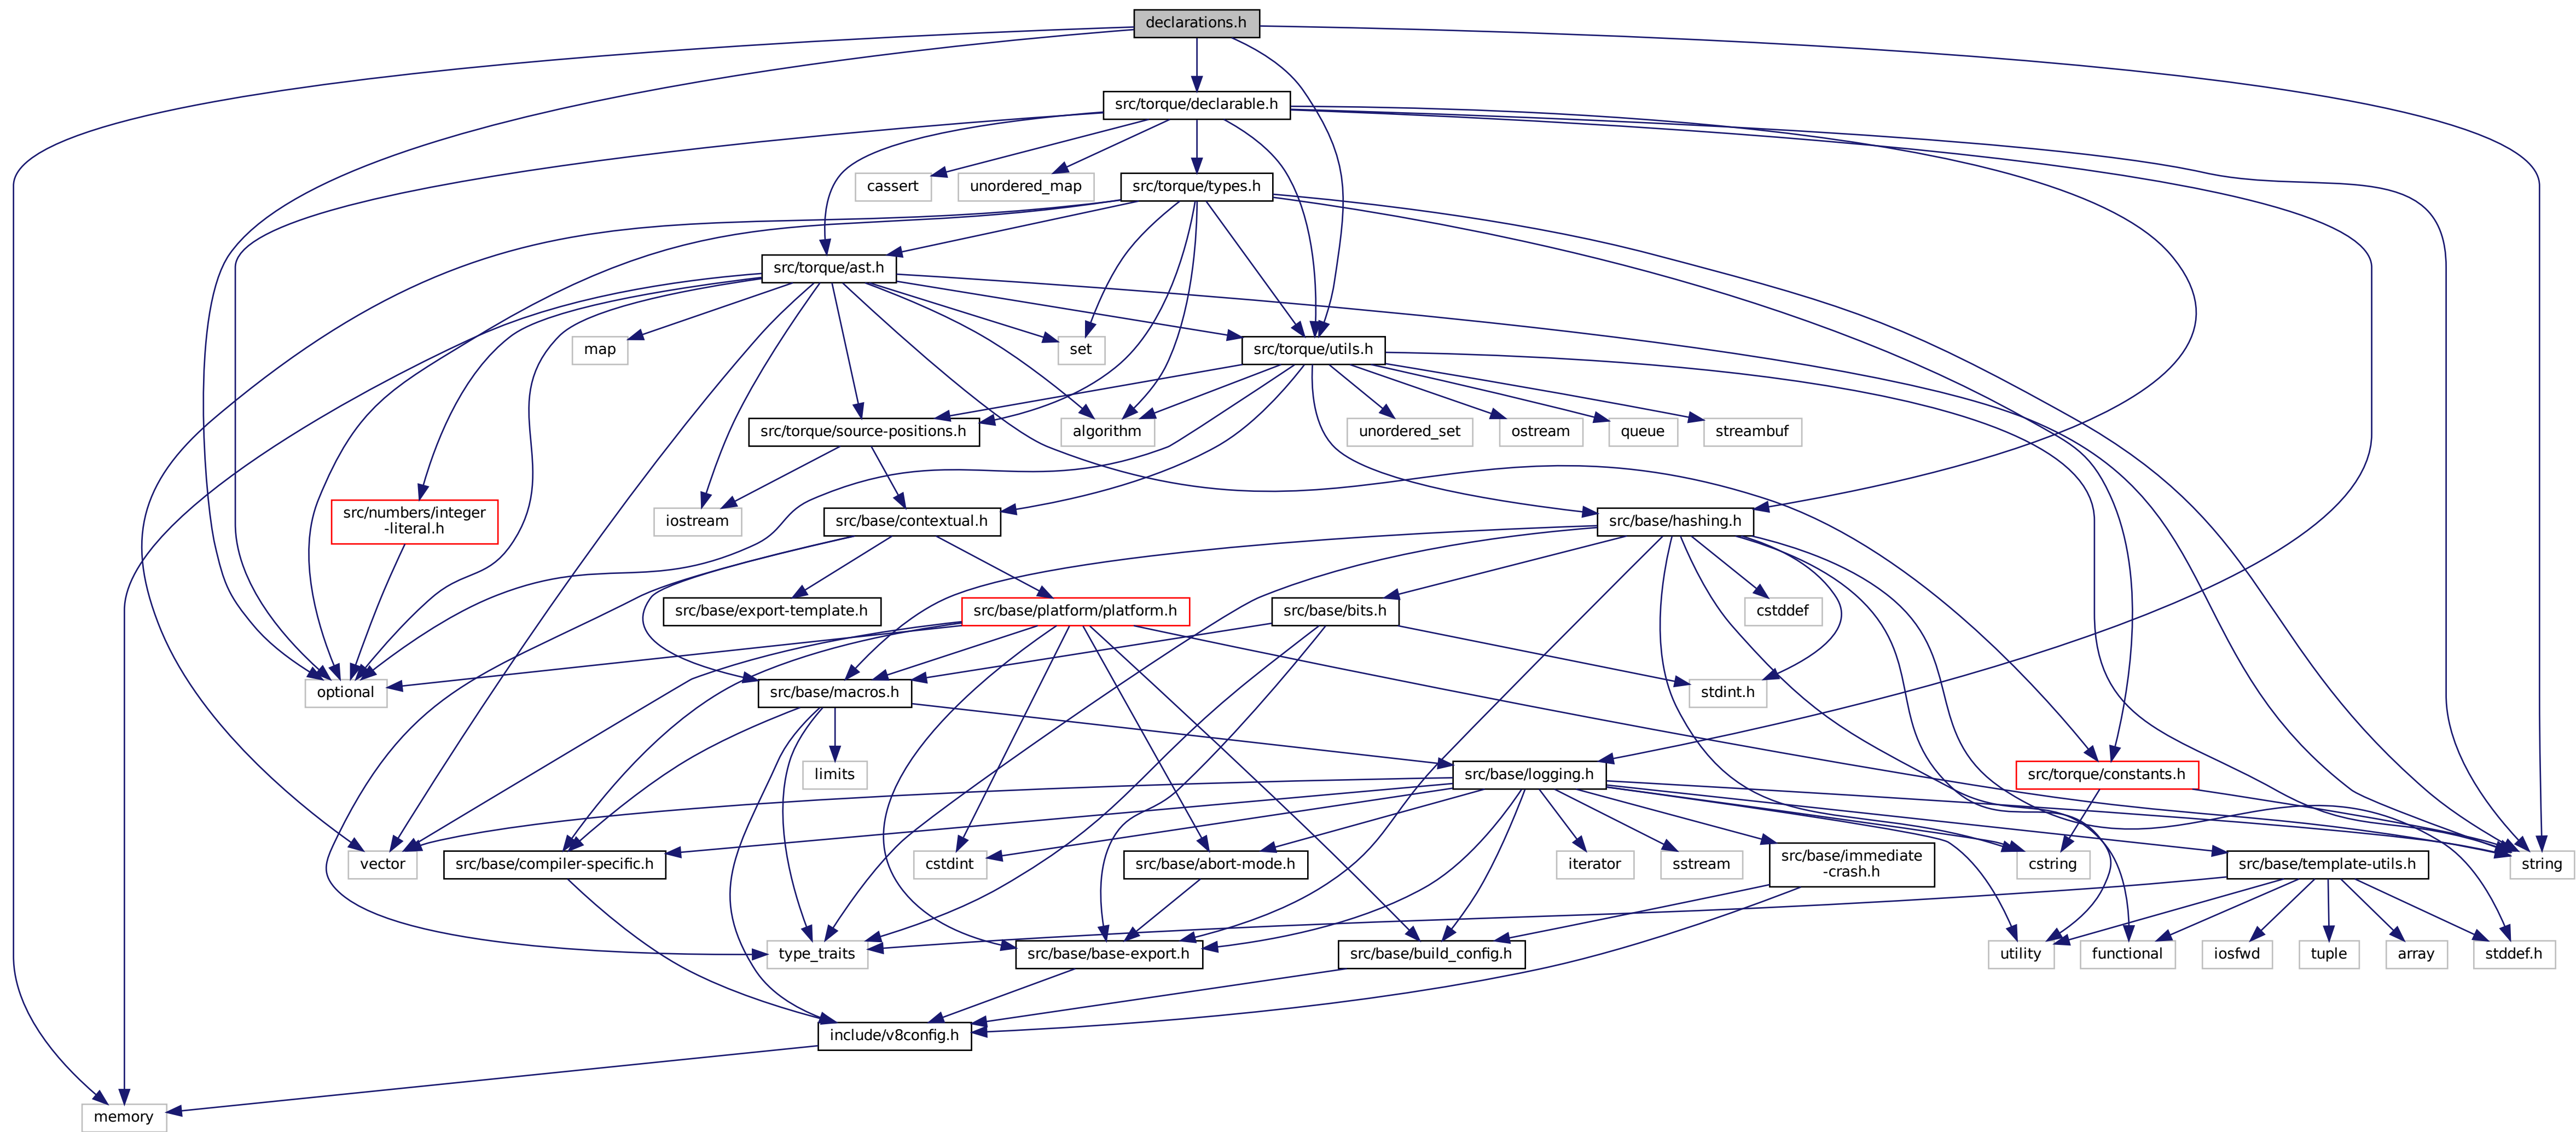 declarations.h
src/torque/declarable.h
cassert
unordered_map
src/torque/types.h
src/torque/ast.h
map
set
src/torque/utils.h
src/torque/source-positions.h
algorithm
unordered_set
ostream
queue
streambuf
src/numbers/integer
-literal.h
iostream
src/base/contextual.h
src/base/hashing.h
src/base/export-template.h
src/base/platform/platform.h
src/base/bits.h
cstddef
optional
src/base/macros.h
stdint.h
limits
src/base/logging.h
src/torque/constants.h
vector
src/base/compiler-specific.h
cstdint
src/base/abort-mode.h
iterator
sstream
src/base/immediate
-crash.h
cstring
src/base/template-utils.h
string
type_traits
src/base/base-export.h
src/base/build_config.h
utility
functional
iosfwd
tuple
array
stddef.h
include/v8config.h
memory